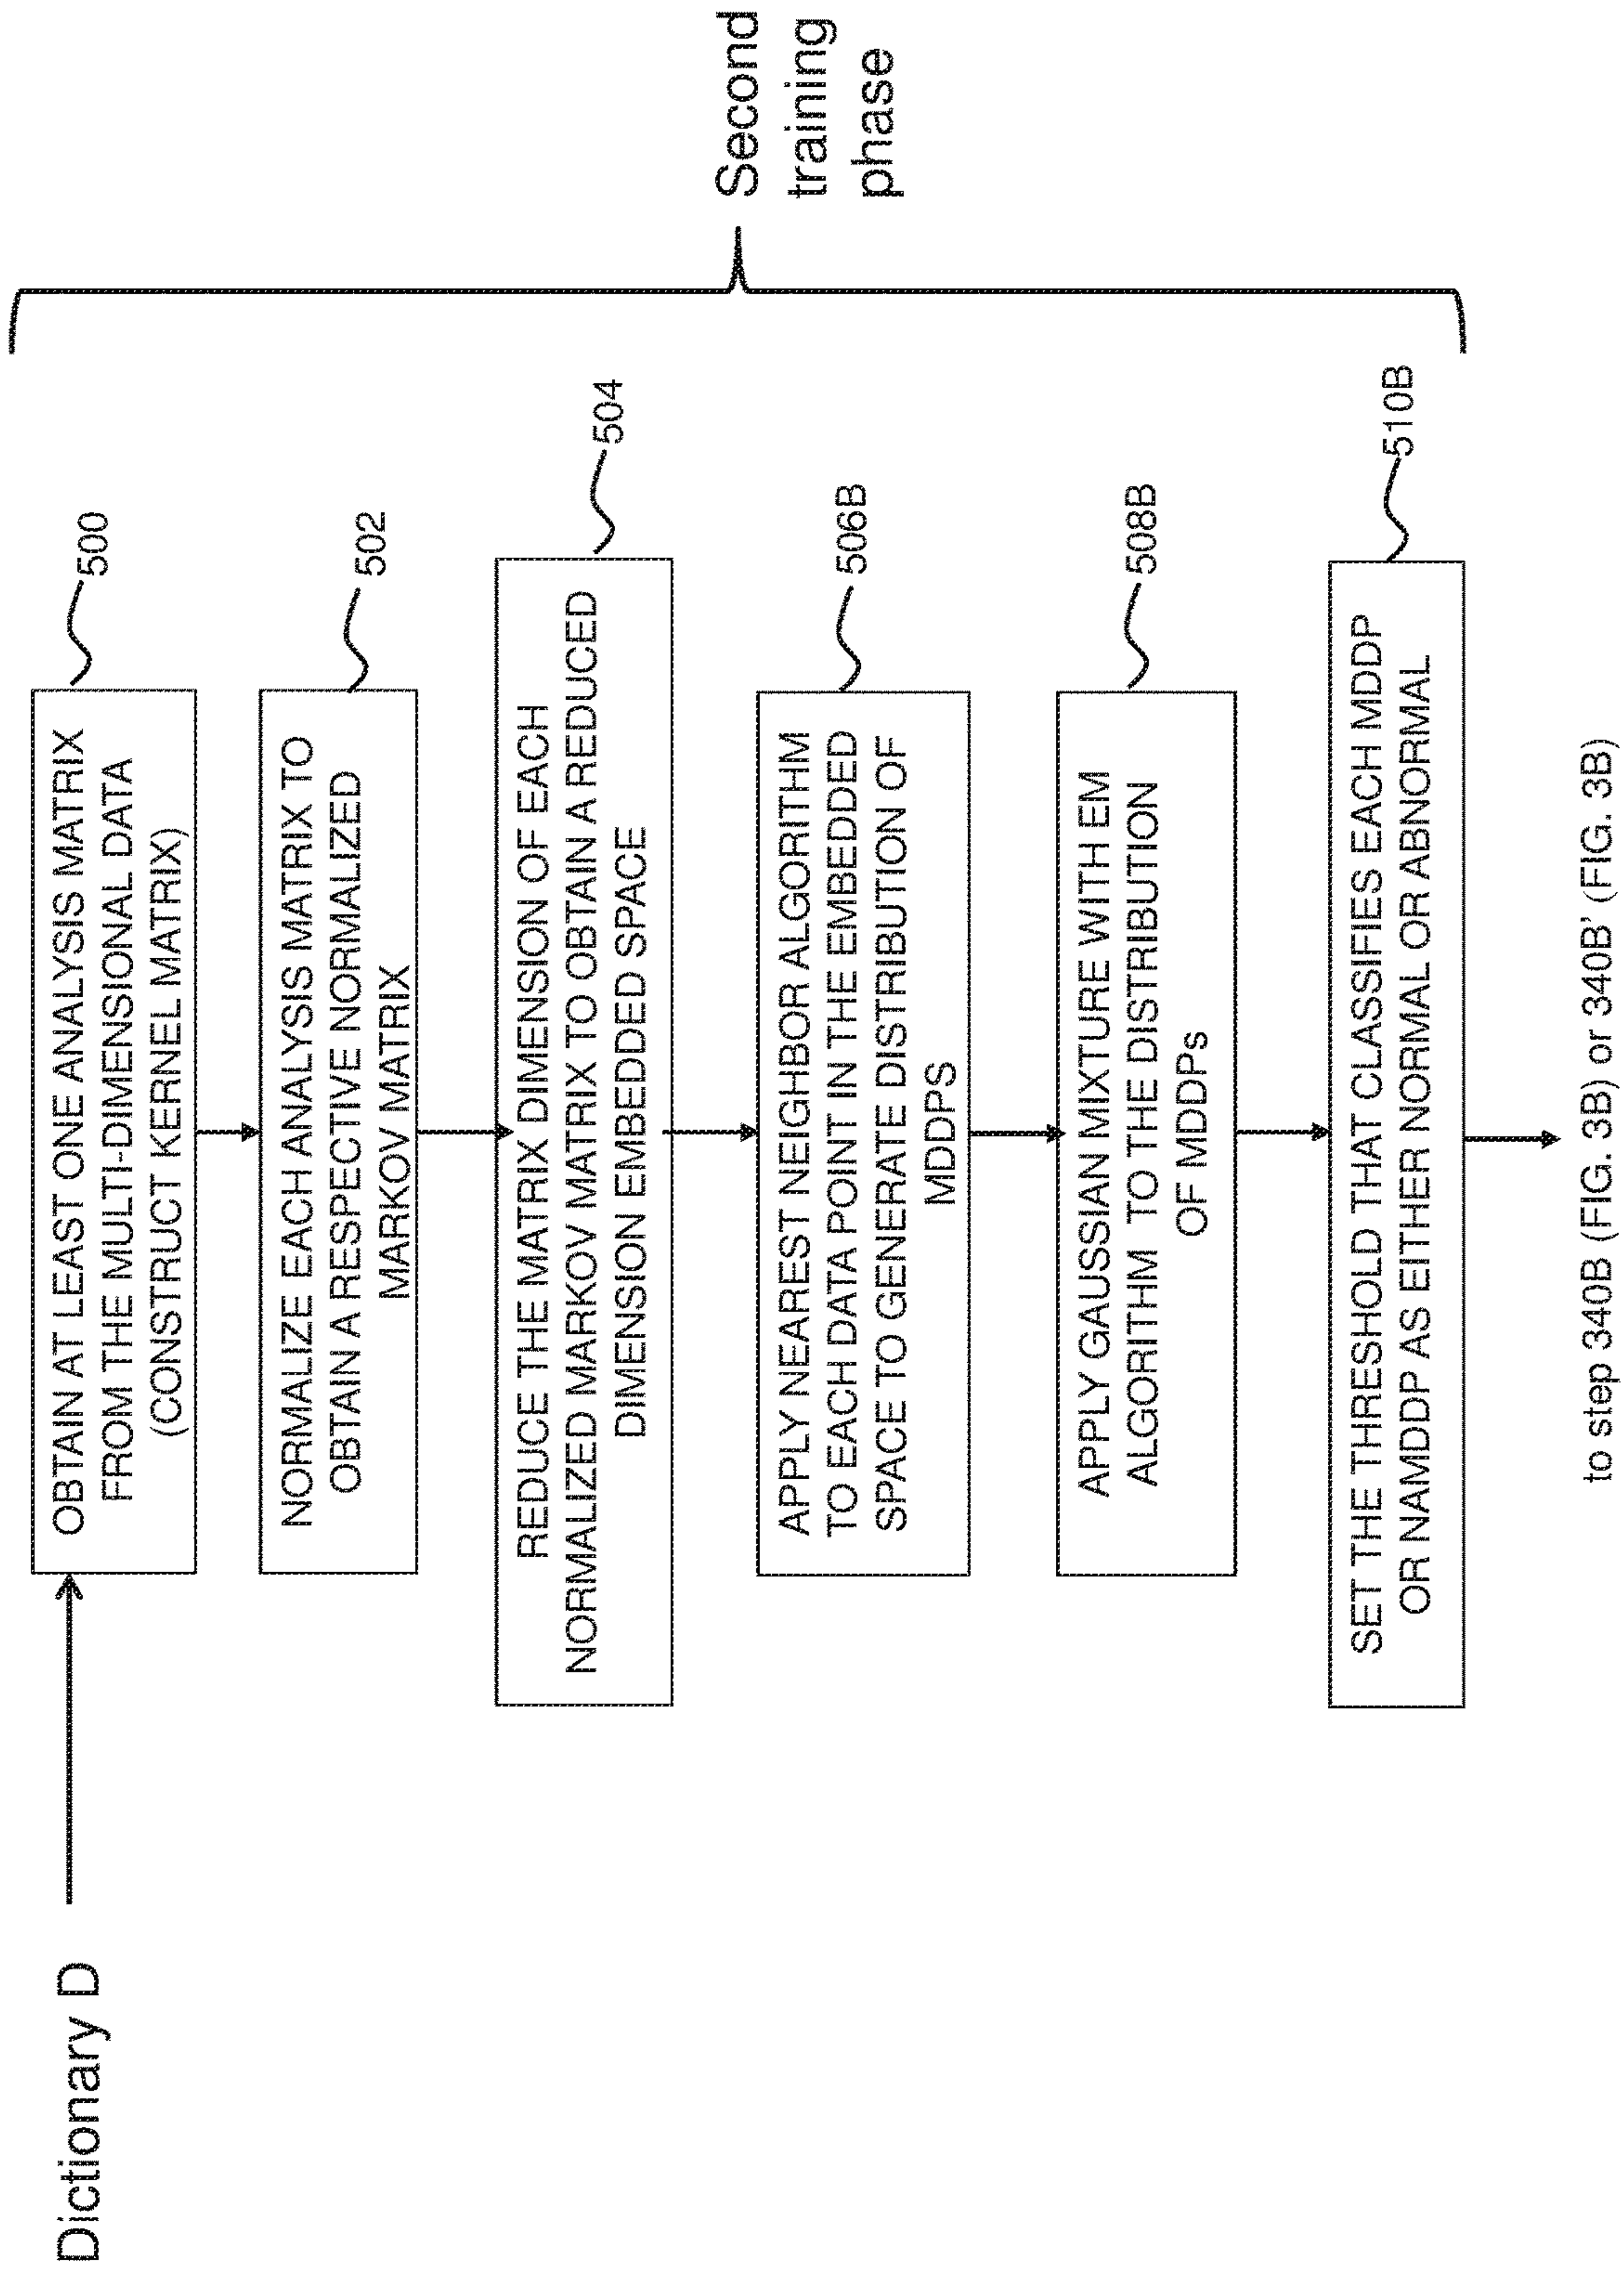 Dictionary D
OBTAIN AT LEAST ONE ANALYSIS MATRIX
FROM THE MULTI-DIMENSIONAL DATA
(CONSTRUCT KERNEL MATRIX)
500
NORMALIZE EACH ANALYSIS MATRIX TO
OBTAIN A RESPECTIVE NORMALIZED
MARKOV MATRIX
502
REDUCE THE MATRIX DIMENSION OF EACH
NORMALIZED MARKOV MATRIX TO OBTAIN A REDUCED
DIMENSION EMBEDDED SPACE
504
APPLY NEAREST NEIGHBOR ALGORITHM
TO EACH DATA POINT IN THE EMBEDDED
SPACE TO GENERATE DISTRIBUTION OF
MDDPS
506B
APPLY GAUSSIAN MIXTURE WITH EM
ALGORITHM TO THE DISTRIBUTION
OF MDDPs
508B
SET THE THRESHOLD THAT CLASSIFIES EACH MDDP
OR NAMDDP AS EITHER NORMAL OR ABNORMAL
510B
Second
training
phase
to step 340B (FIG. 3B) or 340B' (FIG. 3B)